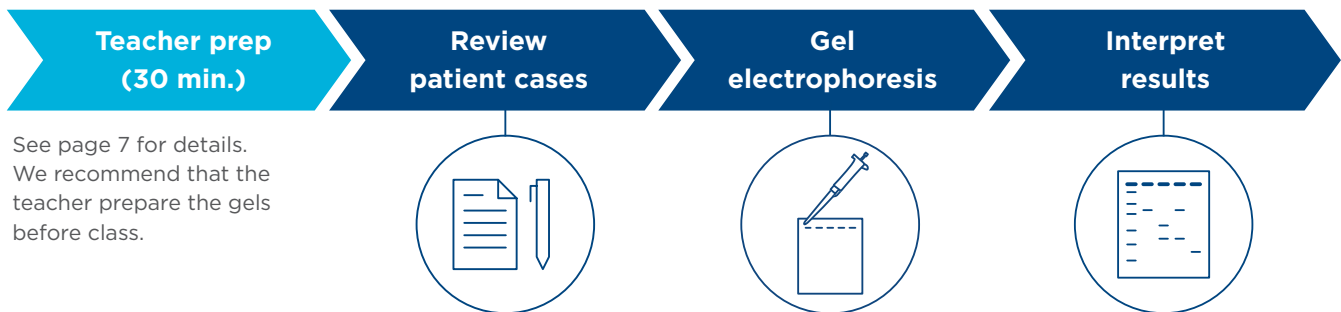 Teacher prep
(30 min.)
Review
patient cases
Gel
electrophoresis
Interpret
results
See page 7 for details.
We recommend that the
teacher prepare the gels
before class.